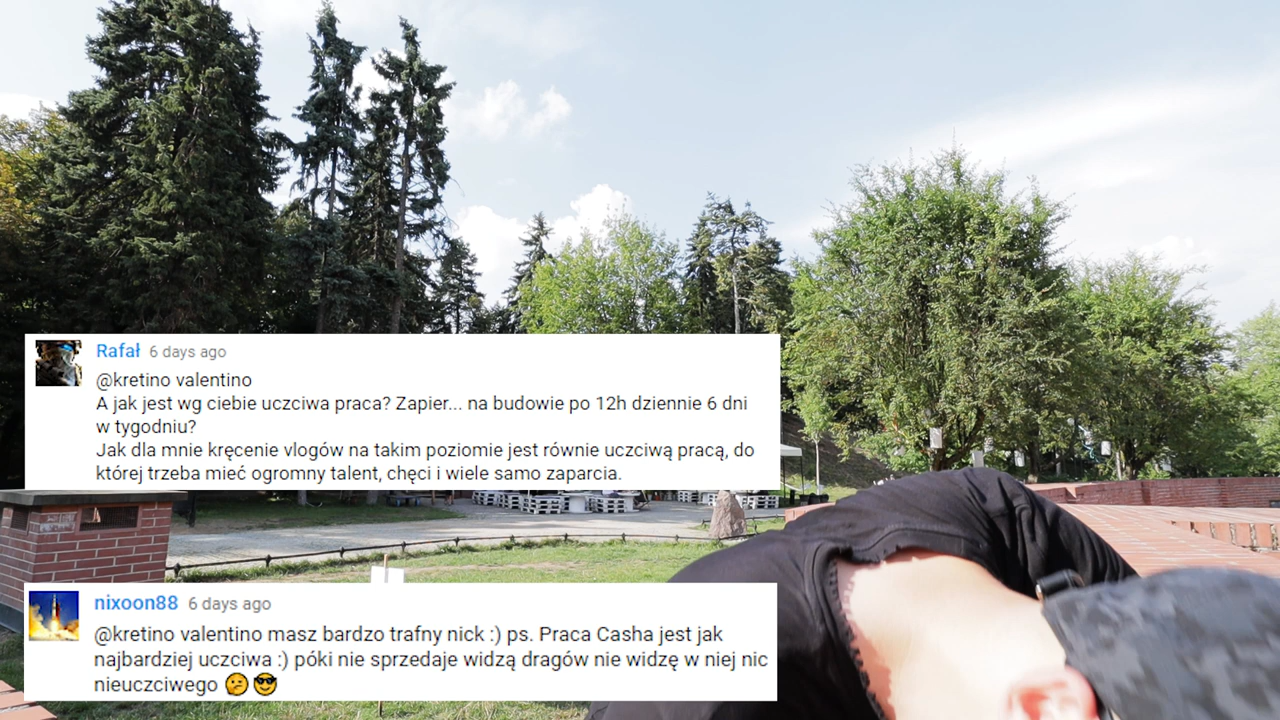 Rafał 6 days ago
@kretino valentino
A jak jest wg ciebie uczciwa praca? Zapier... na budowie po 12h dziennie 6 dni
w tygodniu?
Jak dla mnie kręcenie vlogów na takim poziomie jest równie uczciwą pracą, do
której trzeba mieć ogromny talent, chęci i wiele samo zaparcia.
nixoon88 6 days ago
@kretino valentino masz bardzo trafny nick :) ps. Praca Casha jest jak
najbardziej uczciwa :) póki nie sprzedaje widzą dragów nie widzę w niej nic
nieuczciwego 🤔😎